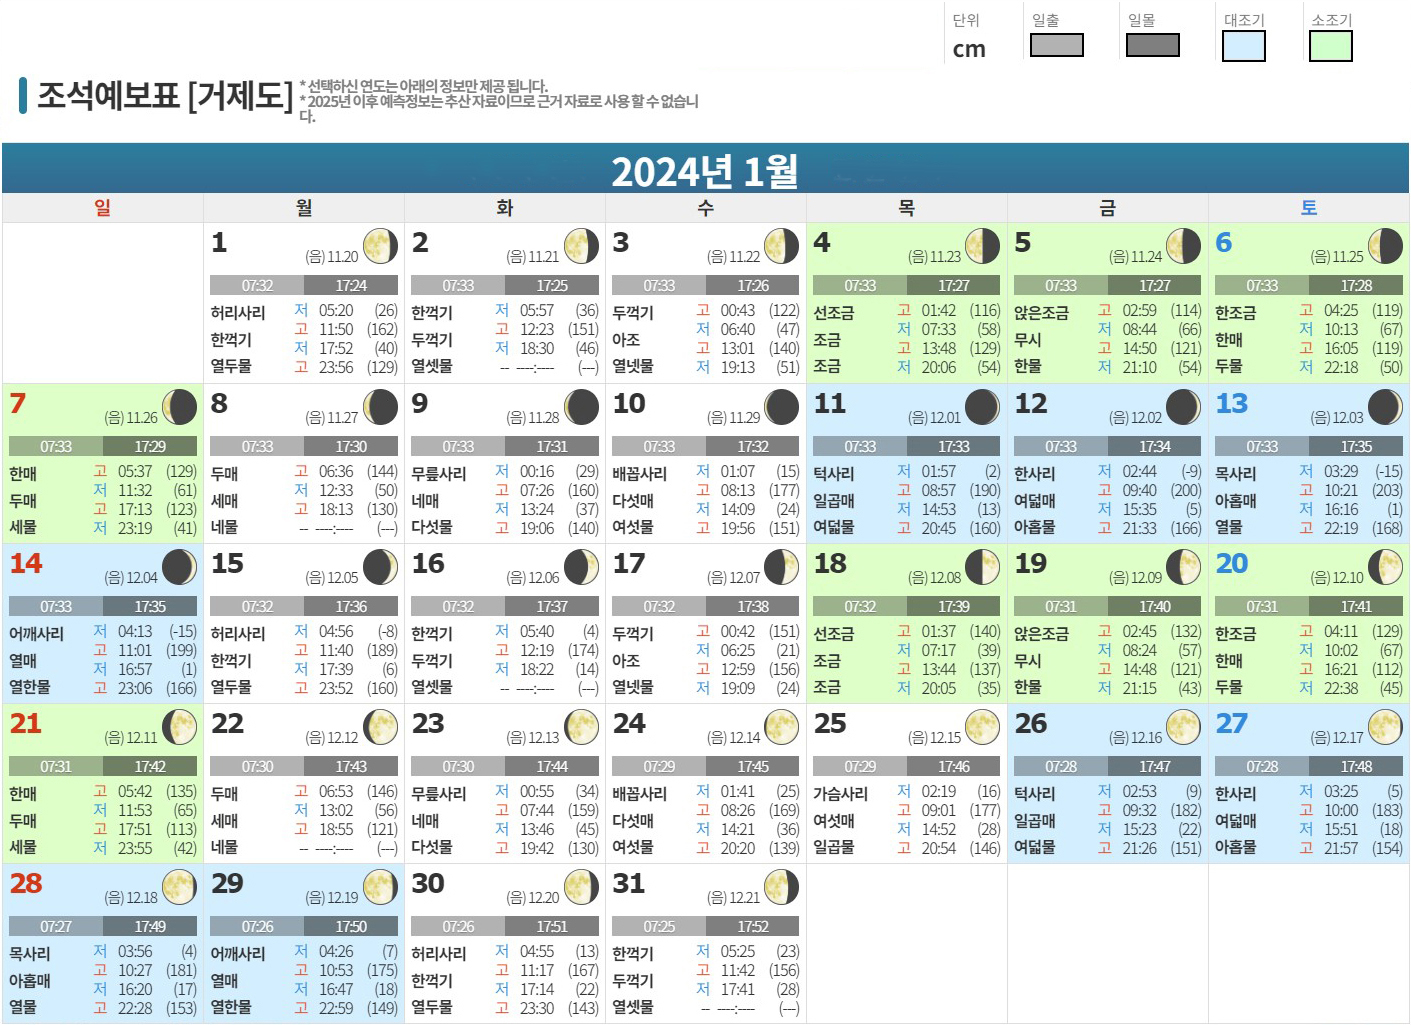 단위 일출 일몰 대조기 소조기
cm
조석예보표 [거제도]
* 선택하신 연도는 아래의 정보만 제공 됩니다.
* 2025년 이후 예측정보는 추산 자료이므로 근거 자료로 사용 할 수 없습니
다.
2024년 1월
일 월 화 수 목 금 토
1 (음) 11.20
07:32 17:24
허리사리 저 05:20 (26)
한꺽기 고 11:50 (162)
저 17:52 (40)
열두물 고 23:56 (129)
2 (음) 11.21
07:33 17:25
한꺽기 저 05:57 (36)
두꺽기 고 12:23 (151)
저 18:30 (46)
열셋물 -- ----:---- (---)
3 (음) 11.22
07:33 17:26
두꺽기 고 00:43 (122)
아조 저 06:40 (47)
고 13:01 (140)
열넷물 저 19:13 (51)
4 (음) 11.23
07:33 17:27
선조금 고 01:42 (116)
조금 저 07:33 (58)
고 13:48 (129)
조금 저 20:06 (54)
5 (음) 11.24
07:33 17:27
앉은조금 고 02:59 (114)
무시 저 08:44 (66)
고 14:50 (121)
한물 저 21:10 (54)
6 (음) 11.25
07:33 17:28
한조금 고 04:25 (119)
한매 저 10:13 (67)
고 16:05 (119)
두물 저 22:18 (50)
7 (음) 11.26
07:33 17:29
한매 고 05:37 (129)
두매 저 11:32 (61)
고 17:13 (123)
세물 저 23:19 (41)
8 (음) 11.27
07:33 17:30
두매 고 06:36 (144)
세매 저 12:33 (50)
고 18:13 (130)
네물 -- ----:---- (---)
9 (음) 11.28
07:33 17:31
무릎사리 저 00:16 (29)
네매 고 07:26 (160)
저 13:24 (37)
다섯물 고 19:06 (140)
10 (음) 11.29
07:33 17:32
배꼽사리 저 01:07 (15)
다섯매 고 08:13 (177)
저 14:09 (24)
여섯물 고 19:56 (151)
11 (음) 12.01
07:33 17:33
턱사리 저 01:57 (2)
일곱매 고 08:57 (190)
저 14:53 (13)
여덟물 고 20:45 (160)
12 (음) 12.02
07:33 17:34
한사리 저 02:44 (-9)
여덟매 고 09:40 (200)
저 15:35 (5)
아홉물 고 21:33 (166)
13 (음) 12.03
07:33 17:35
목사리 저 03:29 (-15)
아홉매 고 10:21 (203)
저 16:16 (1)
열물 고 22:19 (168)
14 (음) 12.04
07:33 17:35
어깨사리 저 04:13 (-15)
열매 고 11:01 (199)
저 16:57 (1)
열한물 고 23:06 (166)
15 (음) 12.05
07:32 17:36
허리사리 저 04:56 (-8)
한꺽기 고 11:40 (189)
저 17:39 (6)
열두물 고 23:52 (160)
16 (음) 12.06
07:32 17:37
한꺽기 저 05:40 (4)
두꺽기 고 12:19 (174)
저 18:22 (14)
열셋물 -- ----:---- (---)
17 (음) 12.07
07:32 17:38
두꺽기 고 00:42 (151)
아조 저 06:25 (21)
고 12:59 (156)
열넷물 저 19:09 (24)
18 (음) 12.08
07:32 17:39
선조금 고 01:37 (140)
조금 저 07:17 (39)
고 13:44 (137)
조금 저 20:05 (35)
19 (음) 12.09
07:31 17:40
앉은조금 고 02:45 (132)
무시 저 08:24 (57)
고 14:48 (121)
한물 저 21:15 (43)
20 (음) 12.10
07:31 17:41
한조금 고 04:11 (129)
한매 저 10:02 (67)
고 16:21 (112)
두물 저 22:38 (45)
21 (음) 12.11
07:31 17:42
한매 고 05:42 (135)
두매 저 11:53 (65)
고 17:51 (113)
세물 저 23:55 (42)
22 (음) 12.12
07:30 17:43
두매 고 06:53 (146)
세매 저 13:02 (56)
고 18:55 (121)
네물 -- ----:---- (---)
23 (음) 12.13
07:30 17:44
무릎사리 저 00:55 (34)
네매 고 07:44 (159)
저 13:46 (45)
다섯물 고 19:42 (130)
24 (음) 12.14
07:29 17:45
배꼽사리 저 01:41 (25)
다섯매 고 08:26 (169)
저 14:21 (36)
여섯물 고 20:20 (139)
25 (음) 12.15
07:29 17:46
가슴사리 저 02:19 (16)
여섯매 고 09:01 (177)
저 14:52 (28)
일곱물 고 20:54 (146)
26 (음) 12.16
07:28 17:47
턱사리 저 02:53 (9)
일곱매 고 09:32 (182)
저 15:23 (22)
여덟물 고 21:26 (151)
27 (음) 12.17
07:28 17:48
한사리 저 03:25 (5)
여덟매 고 10:00 (183)
저 15:51 (18)
아홉물 고 21:57 (154)
28 (음) 12.18
07:27 17:49
목사리 저 03:56 (4)
아홉매 고 10:27 (181)
저 16:20 (17)
열물 고 22:28 (153)
29 (음) 12.19
07:26 17:50
어깨사리 저 04:26 (7)
열매 고 10:53 (175)
저 16:47 (18)
열한물 고 22:59 (149)
30 (음) 12.20
07:26 17:51
허리사리 저 04:55 (13)
한꺽기 고 11:17 (167)
저 17:14 (22)
열두물 고 23:30 (143)
31 (음) 12.21
07:25 17:52
한꺽기 저 05:25 (23)
두꺽기 고 11:42 (156)
저 17:41 (28)
열셋물 -- ----:---- (---)